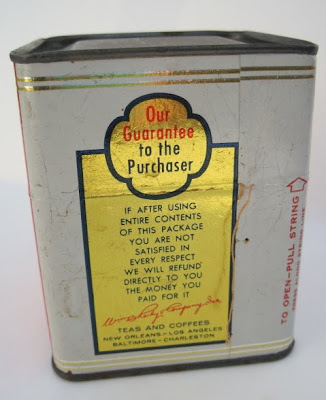 Our
Guarantee
to the
Purchaser
IF AFTER USING
ENTIRE CONTENTS
OF THIS PACKAGE
YOU ARE NOT
SATISFIED IN
EVERY RESPECT
WE WILL REFUND
DIRECTLY TO YOU
THE MONEY YOU
PAID FOR IT
Company, Inc
TEAS AND COFFEES
NEW ORLEANS - LOS ANGELES
BALTIMORE - CHARLESTON
TO OPEN-PULL STRING